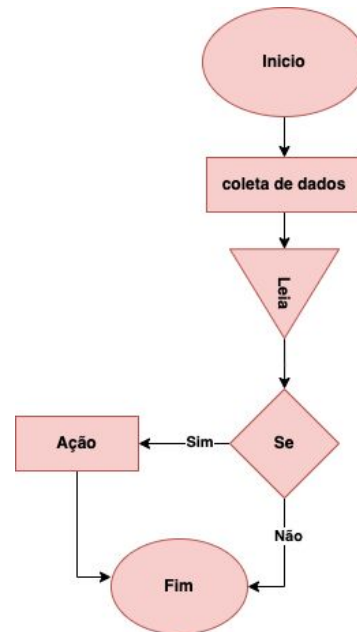 Inicio
coleta de dados
Leia
Se
Sim
Ação
Não
Fim